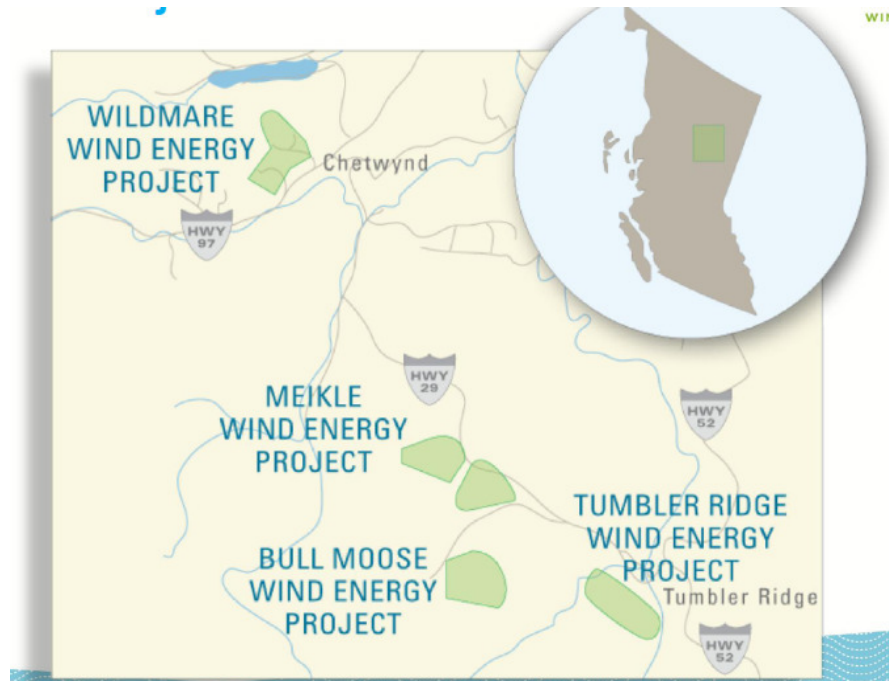 WILDMARE
WIND ENERGY
PROJECT
Chetwynd
HWY
97
HWY
29
MEIKLE
WIND ENERGY
PROJECT
HWY
52
TUMBLER RIDGE
WIND ENERGY
PROJECT
Tumbler Ridge
BULL MOOSE
WIND ENERGY
PROJECT
HWY
52